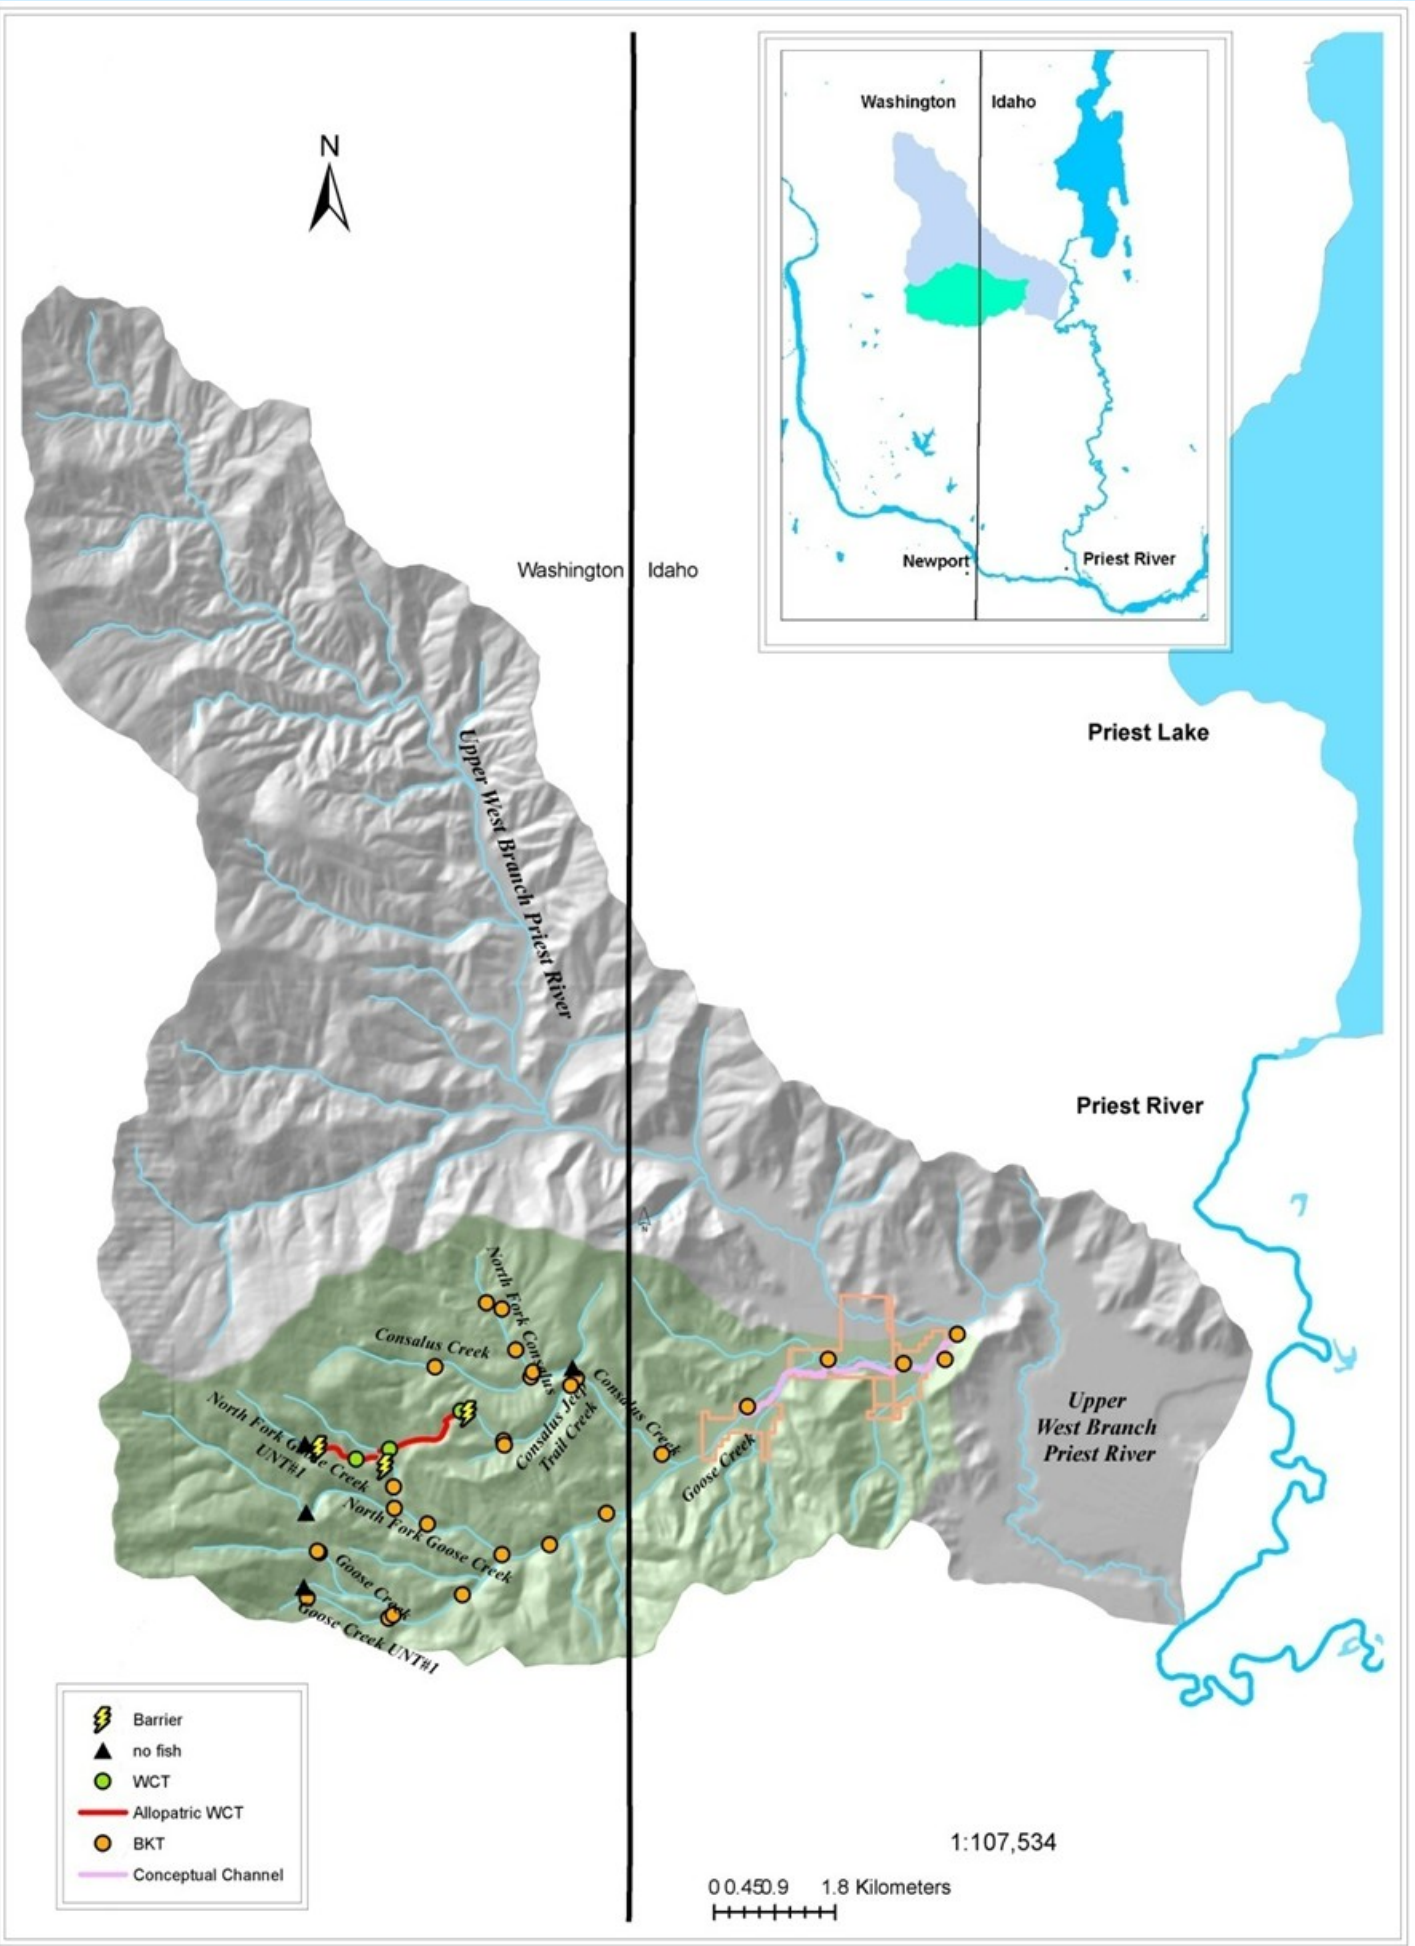 N
Washington Idaho
Newport Priest River
Washington Idaho
Priest Lake
Upper West Branch Priest River
Priest River
North Fork Consalus
Consalus Creek
Consalus Creek
Consalus Jeep
Trail Creek
North Fork Goose Creek
UNT#1
North Fork Goose Creek
Goose Creek
Goose Creek
Goose Creek UNT#1
Upper
West Branch
Priest River
Barrier
no fish
WCT
Allopatric WCT
BKT
Conceptual Channel
1:107,534
0 0.450.9 1.8 Kilometers